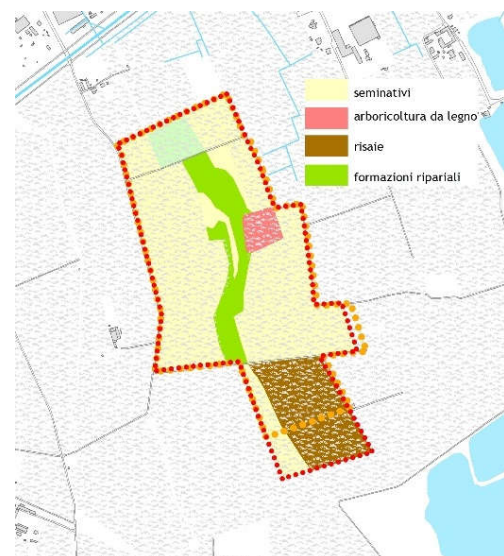 seminativi
arboricoltura da legno
risaie
formazioni ripariali